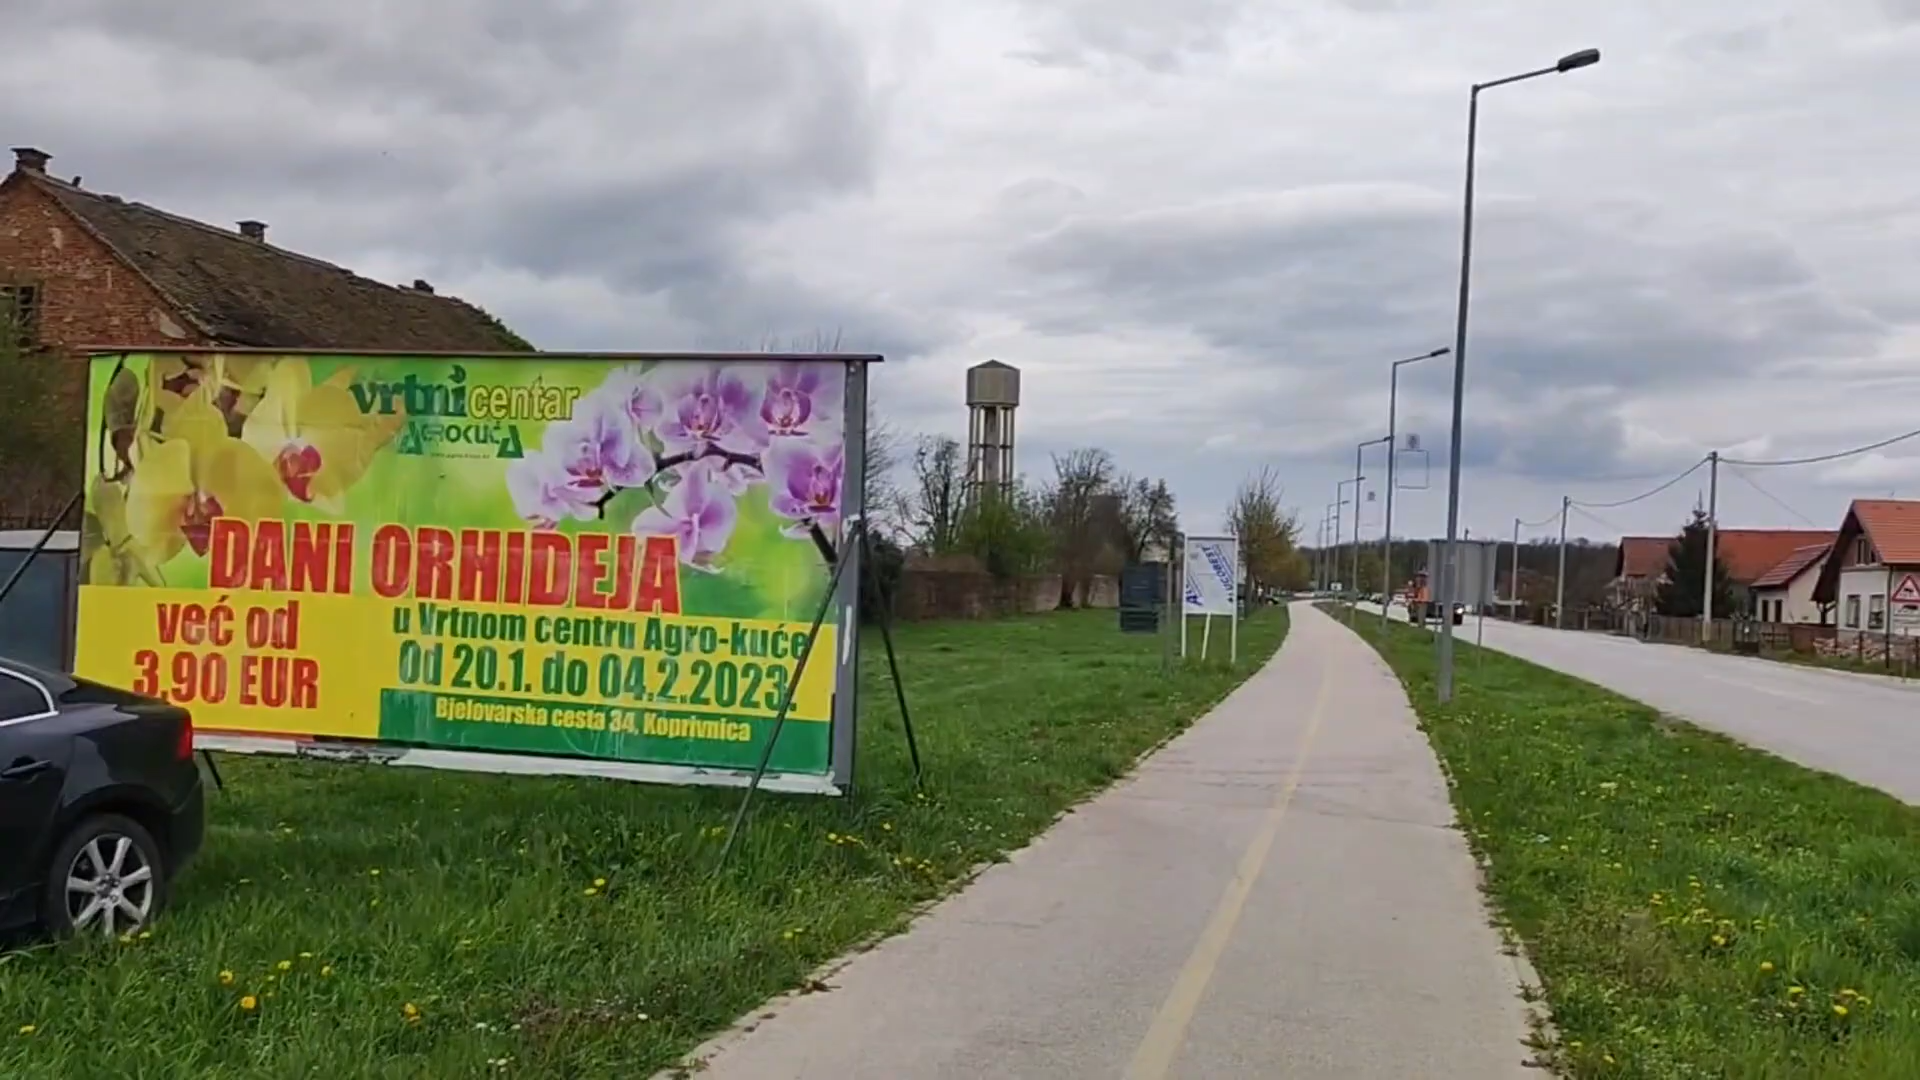 vrtni centar
AGROKUĆA
DANI ORHIDEJA
već od
3,90 EUR
u Vrtnom centru Agro-kuće
Od 20.1. do 04.2.2023.
Bjelovarska cesta 34, Koprivnica